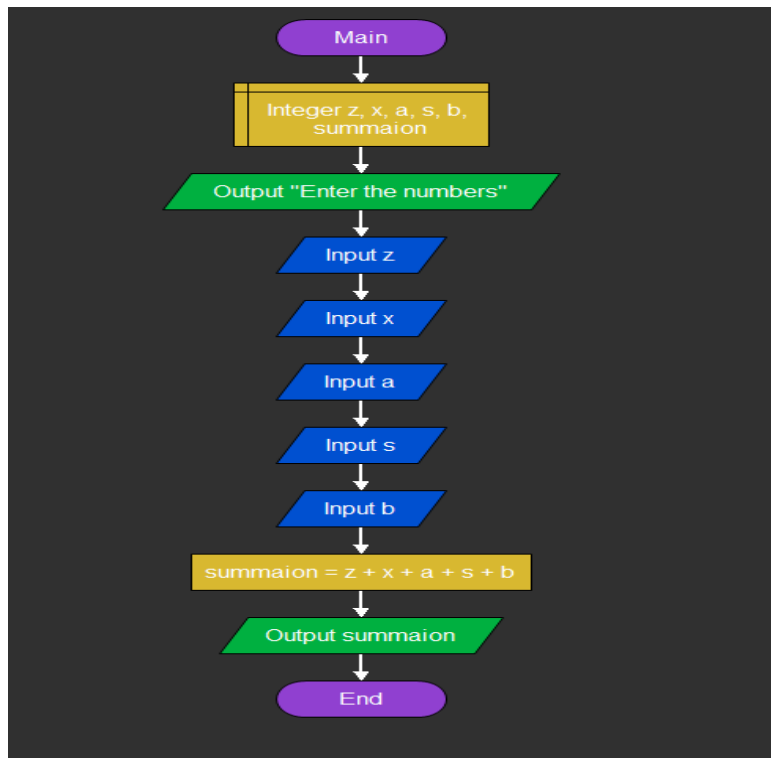 Main
Integer z, x, a, s, b,
summaion
Output "Enter the numbers"
Input z
Input x
Input a
Input s
Input b
summaion = z + x + a + s + b
Output summaion
End